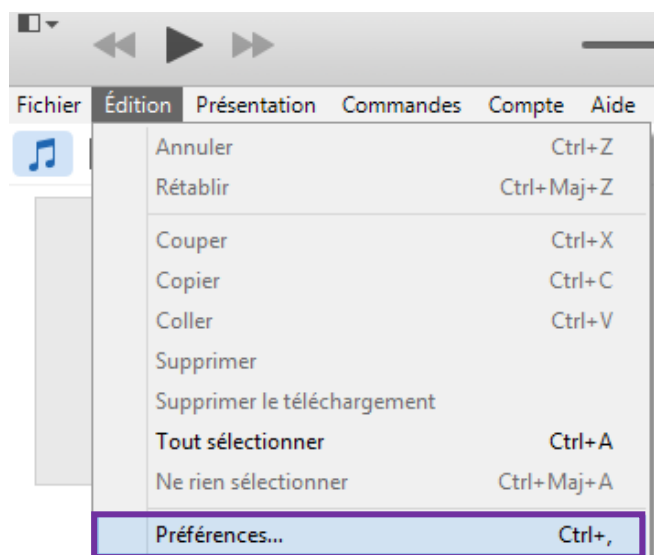 Fichier Édition Présentation Commandes Compte Aide
Annuler Ctrl+Z
Rétablir Ctrl+Maj+Z
Couper Ctrl+X
Copier Ctrl+C
Coller Ctrl+V
Supprimer
Supprimer le téléchargement
Tout sélectionner Ctrl+A
Ne rien sélectionner Ctrl+Maj+A
Préférences... Ctrl+,